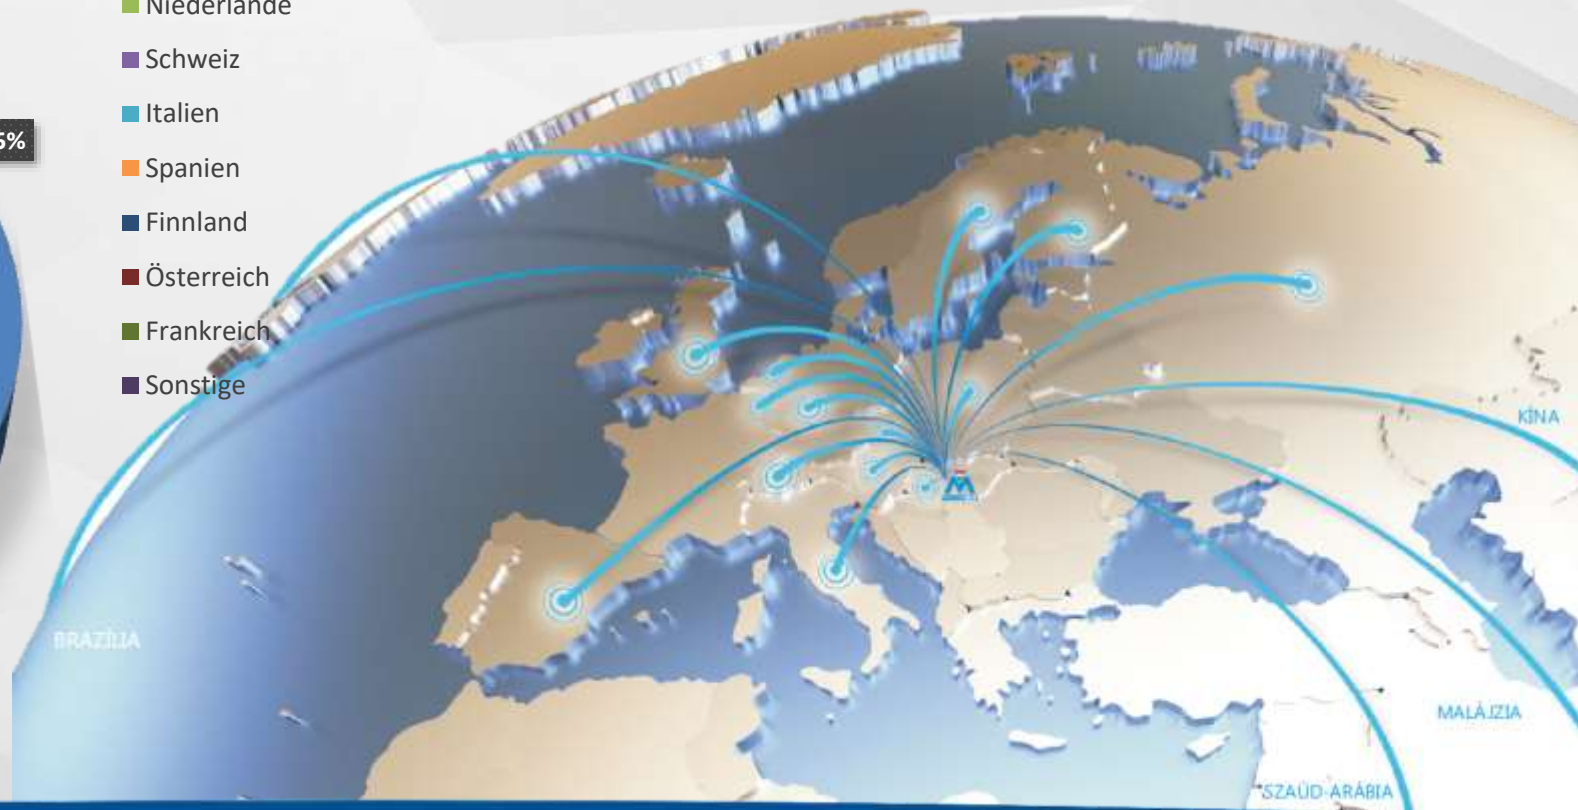 Niederlande
Schweiz
Italien
5%
Spanien
Finnland
Österreich
Frankreich
Sonstige
KÍNA
BRAZÍLIA
MALÁJZIA
SZAÚD-ARÁBIA